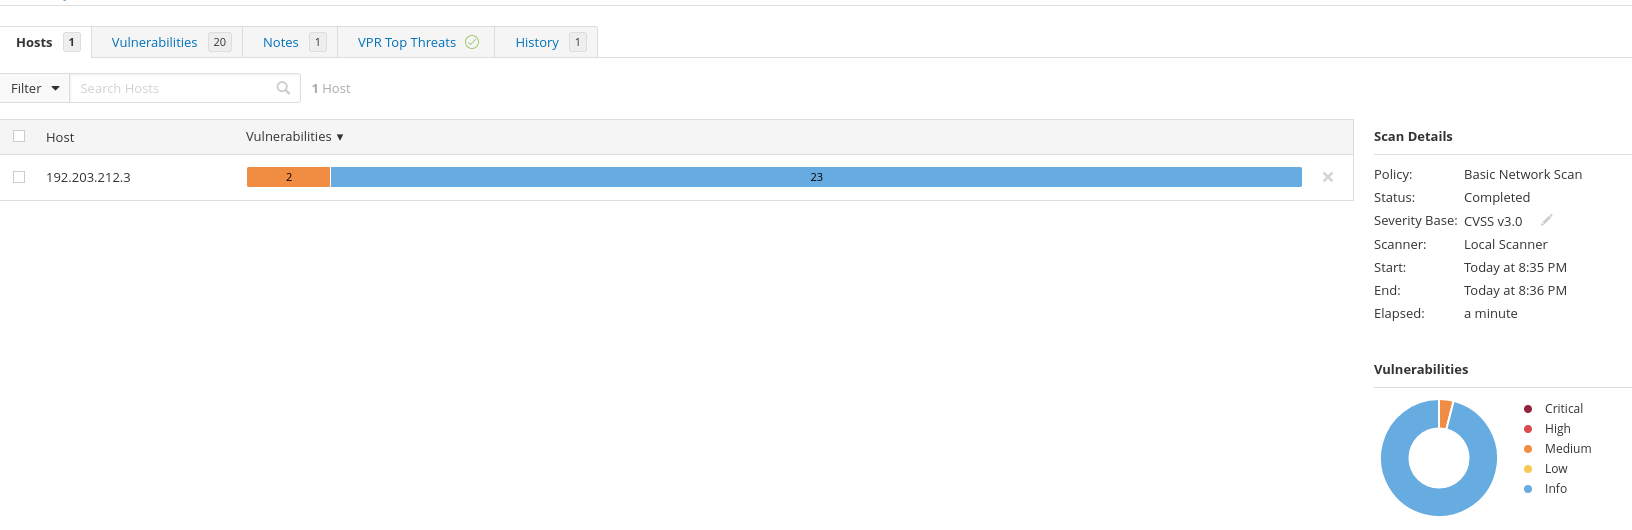 Hosts 1 Vulnerabilities 20 Notes 1 VPR Top Threats History 1
Filter Search Hosts 1 Host
Host Vulnerabilities
192.203.212.3 2 23
Scan Details
Policy: Basic Network Scan
Status: Completed
Severity Base: CVSS v3.0
Scanner: Local Scanner
Start: Today at 8:35 PM
End: Today at 8:36 PM
Elapsed: a minute
Vulnerabilities
Critical
High
Medium
Low
Info